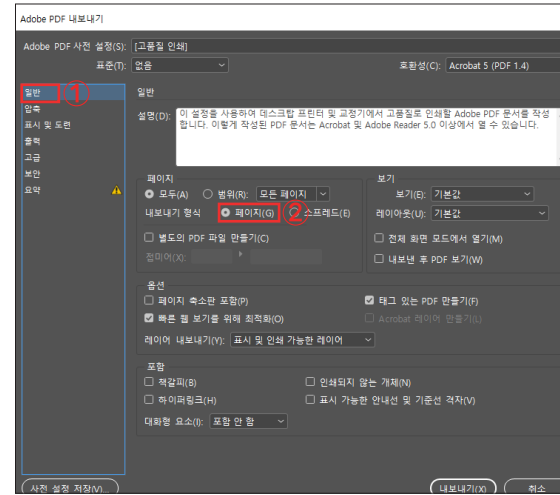 Adobe PDF 내보내기
Adobe PDF 사전 설정(S): [고품질 인쇄]
표준(T): 없음 호환성(C): Acrobat 5 (PDF 1.4)
일반 ① 일반
압축
표시 및 도련
출력
고급
보안
요약
설명(D): 이 설정을 사용하여 데스크탑 프린터 및 교정기에서 고품질로 인쇄할 Adobe PDF 문서를 작성
합니다. 이렇게 작성된 PDF 문서는 Acrobat 및 Adobe Reader 5.0 이상에서 열 수 있습니다.
페이지
모두(A) 범위(R): 모든 페이지
내보내기 형식 페이지(G) ② 스프레드(E)
별도의 PDF 파일 만들기(C)
접미어(X):
보기
보기(E): 기본값
레이아웃(U): 기본값
전체 화면 모드에서 열기(M)
내보낸 후 PDF 보기(W)
옵션
페이지 축소판 포함(P) 태그 있는 PDF 만들기(F)
빠른 웹 보기를 위해 최적화(O) Acrobat 레이어 만들기(L)
레이어 내보내기(Y): 표시 및 인쇄 가능한 레이어
포함
책갈피(B) 인쇄되지 않는 개체(N)
하이퍼링크(H) 표시 가능한 안내선 및 기준선 격자(V)
대화형 요소(I): 포함 안 함
사전 설정 저장(V)... 내보내기(X) 취소